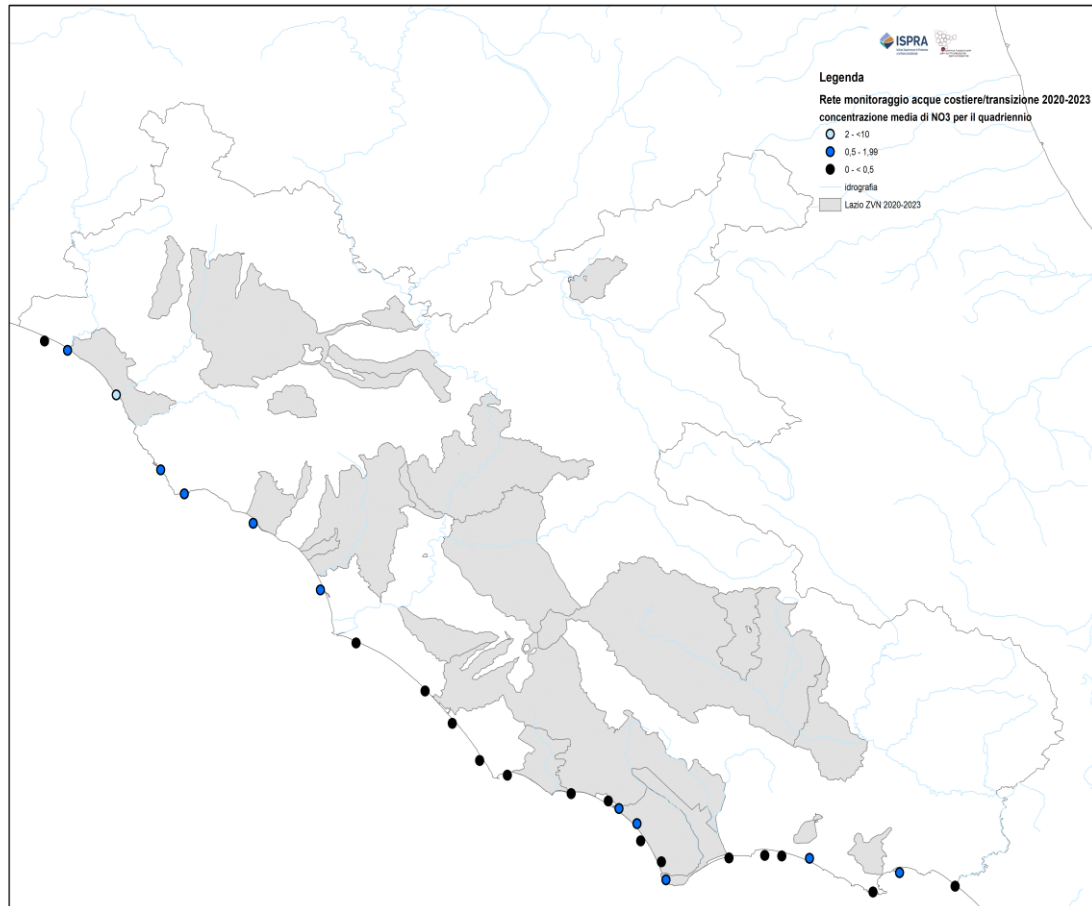 ISPRA
Legenda
Rete monitoraggio acque costiere/transizione 2020-2023
concentrazione media di NO3 per il quadriennio
2 - <10
0,5 - 1,99
0 - < 0,5
idrografia
Lazio ZVN 2020-2023